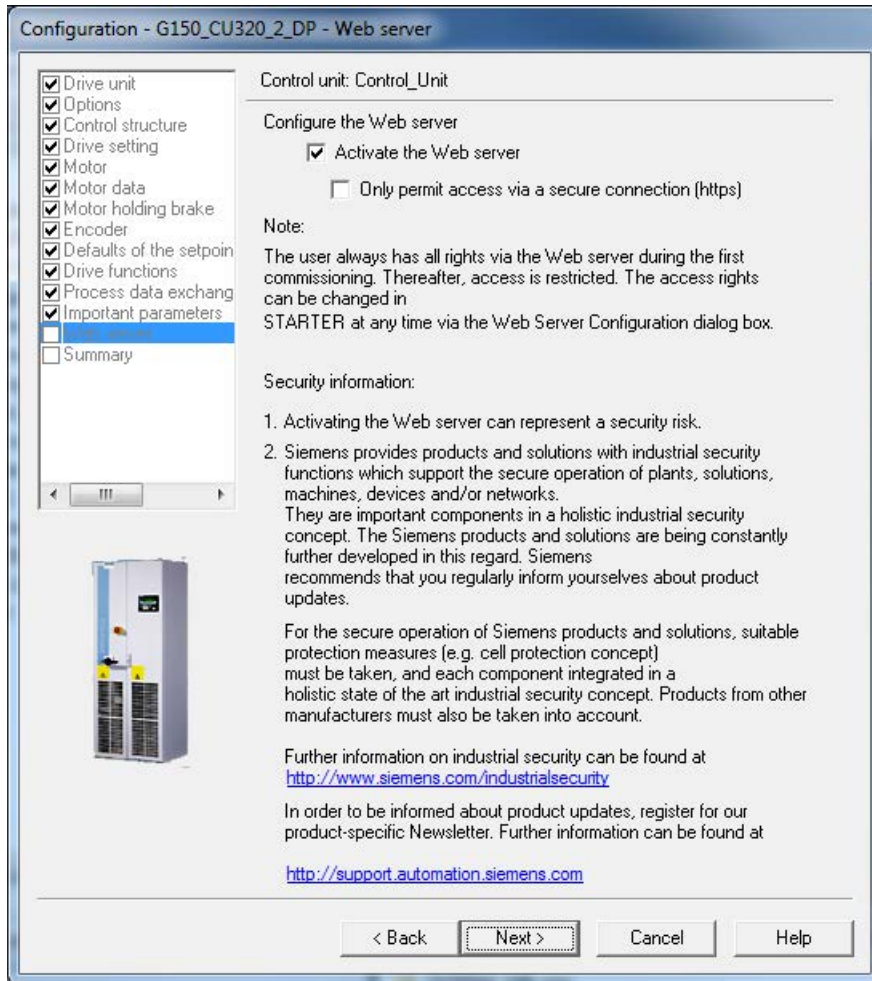 Configuration - G150_CU320_2_DP - Web server
Drive unit
Options
Control structure
Drive setting
Motor
Motor data
Motor holding brake
Encoder
Defaults of the setpoin
Drive functions
Process data exchang
Important parameters
Web server
Summary
Control unit: Control_Unit
Configure the Web server
Activate the Web server
Only permit access via a secure connection (https)
Note:
The user always has all rights via the Web server during the first
commissioning. Thereafter, access is restricted. The access rights
can be changed in
STARTER at any time via the Web Server Configuration dialog box.
Security information:
1. Activating the Web server can represent a security risk.
2. Siemens provides products and solutions with industrial security
functions which support the secure operation of plants, solutions,
machines, devices and/or networks.
They are important components in a holistic industrial security
concept. The Siemens products and solutions are being constantly
further developed in this regard. Siemens
recommends that you regularly inform yourselves about product
updates.
For the secure operation of Siemens products and solutions, suitable
protection measures (e.g. cell protection concept)
must be taken, and each component integrated in a
holistic state of the art industrial security concept. Products from other
manufacturers must also be taken into account.
Further information on industrial security can be found at
http://www.siemens.com/industrialsecurity
In order to be informed about product updates, register for our
product-specific Newsletter. Further information can be found at
http://support.automation.siemens.com
< Back
Next >
Cancel
Help